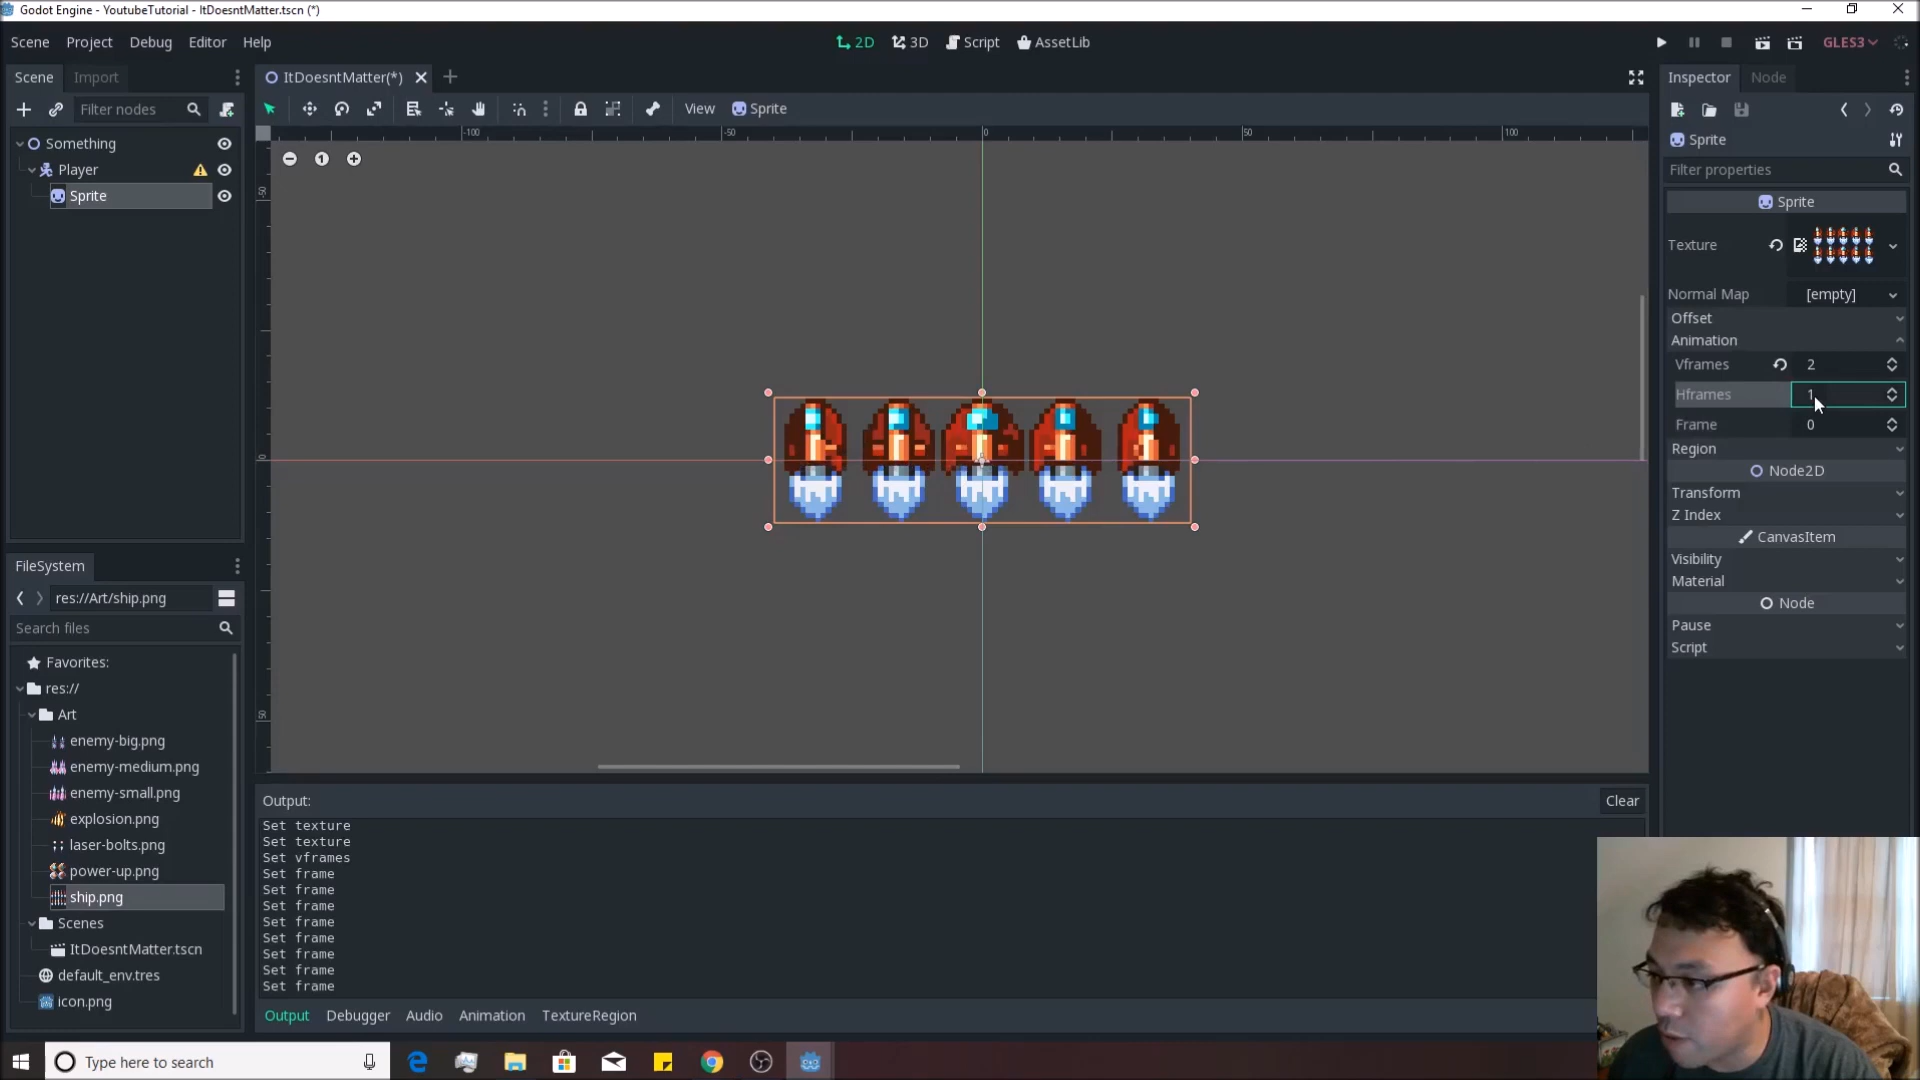 Godot Engine - YoutubeTutorial - ItDoesntMatter.tscn (*)
Scene Project Debug Editor Help
2D 3D Script AssetLib
GLES3
Scene Import
ItDoesntMatter(*)
Inspector Node
Filter nodes
View Sprite
Something
Player
Sprite
-100 -50 0 50 100
-50
0
50
1
Sprite
Filter properties
Sprite
Texture
Normal Map [empty]
Offset
Animation
Vframes 2
Hframes 1
Frame 0
Region
Node2D
Transform
Z Index
CanvasItem
Visibility
Material
Node
Pause
Script
FileSystem
res://Art/ship.png
Search files
Favorites:
res://
Art
enemy-big.png
enemy-medium.png
enemy-small.png
explosion.png
laser-bolts.png
power-up.png
ship.png
Scenes
ItDoesntMatter.tscn
default_env.tres
icon.png
Output:
Clear
Set texture
Set texture
Set vframes
Set frame
Set frame
Set frame
Set frame
Set frame
Set frame
Set frame
Set frame
Output Debugger Audio Animation TextureRegion
Type here to search